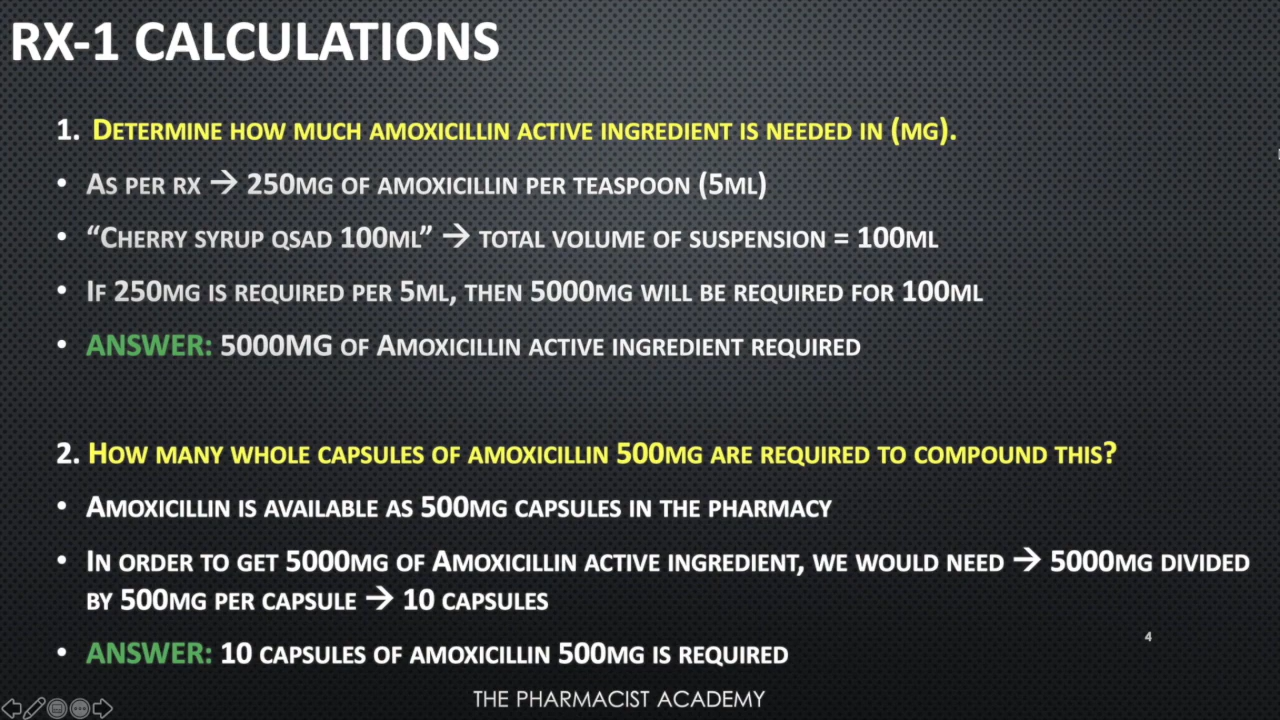 RX-1 CALCULATIONS
1. DETERMINE HOW MUCH AMOXICILLIN ACTIVE INGREDIENT IS NEEDED IN (MG).
• AS PER RX → 250MG OF AMOXICILLIN PER TEASPOON (5ML)
• “CHERRY SYRUP QSAD 100ML” → TOTAL VOLUME OF SUSPENSION = 100ML
• IF 250MG IS REQUIRED PER 5ML, THEN 5000MG WILL BE REQUIRED FOR 100ML
• ANSWER: 5000MG OF AMOXICILLIN ACTIVE INGREDIENT REQUIRED
2. HOW MANY WHOLE CAPSULES OF AMOXICILLIN 500MG ARE REQUIRED TO COMPOUND THIS?
• AMOXICILLIN IS AVAILABLE AS 500MG CAPSULES IN THE PHARMACY
• IN ORDER TO GET 5000MG OF AMOXICILLIN ACTIVE INGREDIENT, WE WOULD NEED → 5000MG DIVIDED
BY 500MG PER CAPSULE → 10 CAPSULES
4
• ANSWER: 10 CAPSULES OF AMOXICILLIN 500MG IS REQUIRED
THE PHARMACIST ACADEMY